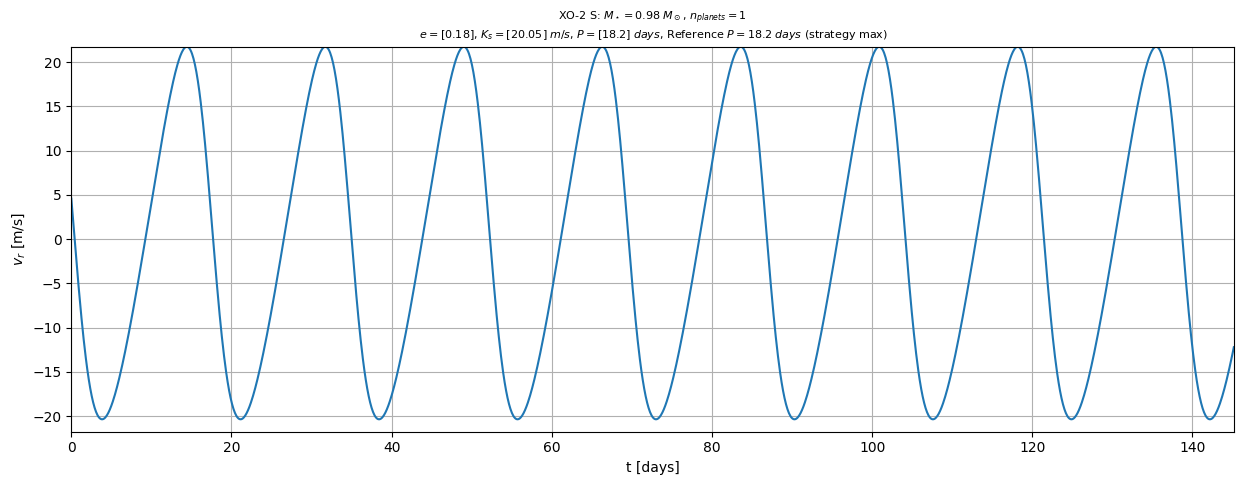 XO-2 S: $M_\star = 0.98\ M_\odot$, $n_{planets} = 1$
$e = [0.18]$, $K_s = [20.05]\ m/s$, $P = [18.2]\ days$, Reference $P = 18.2\ days$ (strategy max)
20
15
10
5
0
−5
−10
−15
−20
$v_r$ [m/s]
0 20 40 60 80 100 120 140
t [days]